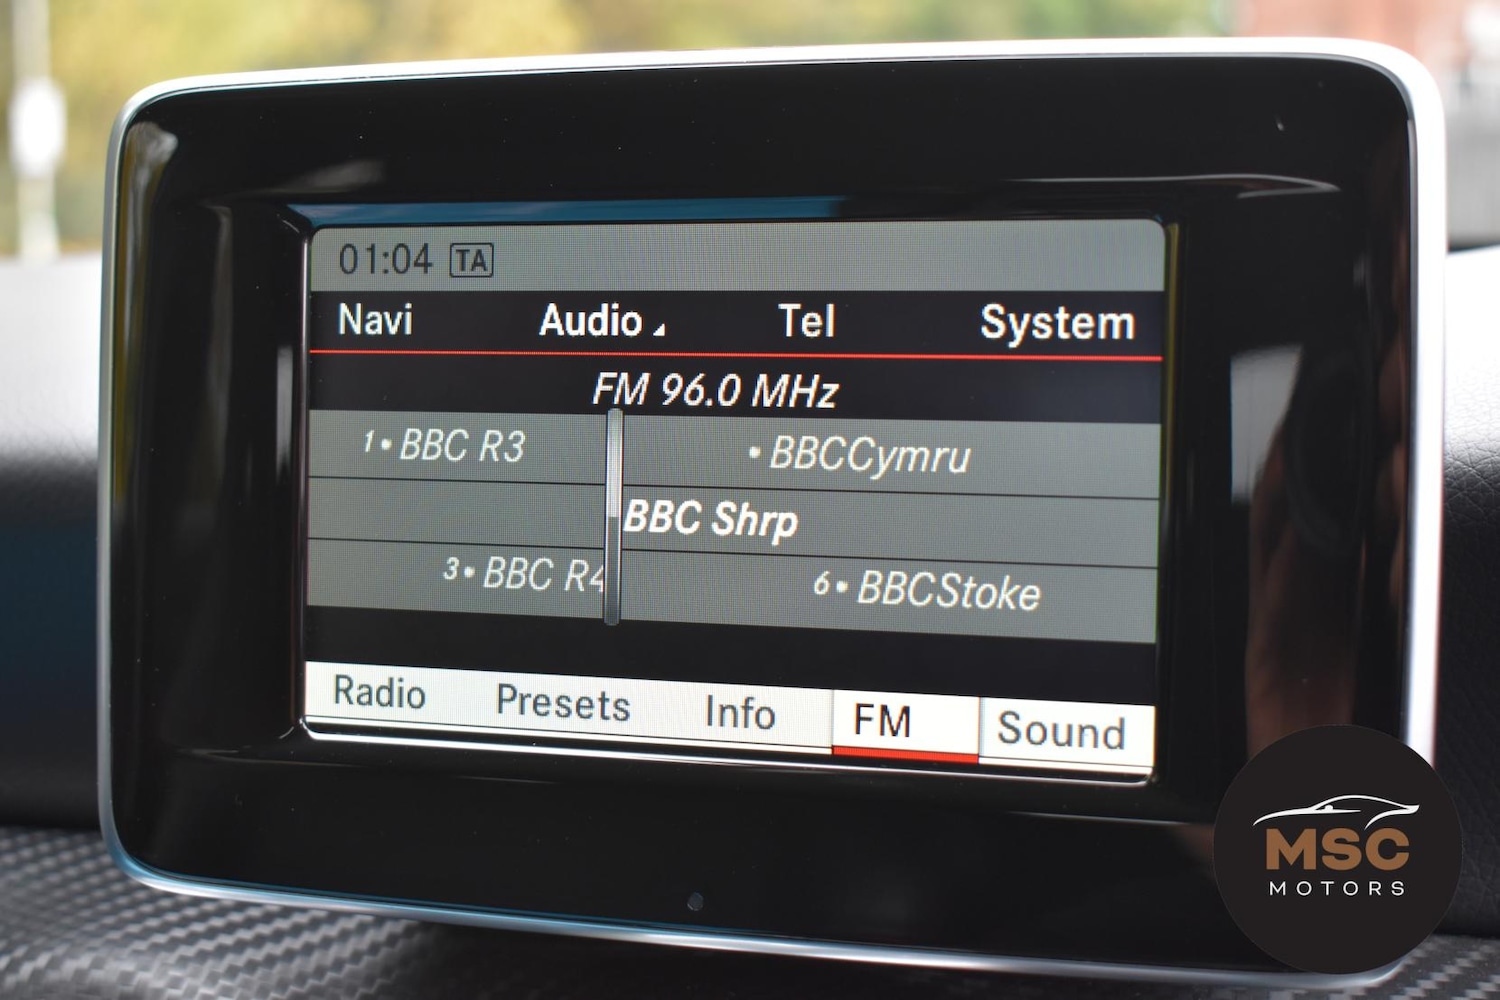 01:04 TA
Navi Audio Tel System
FM 96.0 MHz
1• BBC R3 • BBCCymru
BBC Shrp
3• BBC R4 6• BBCStoke
Radio Presets Info FM Sound
MSC
MOTORS